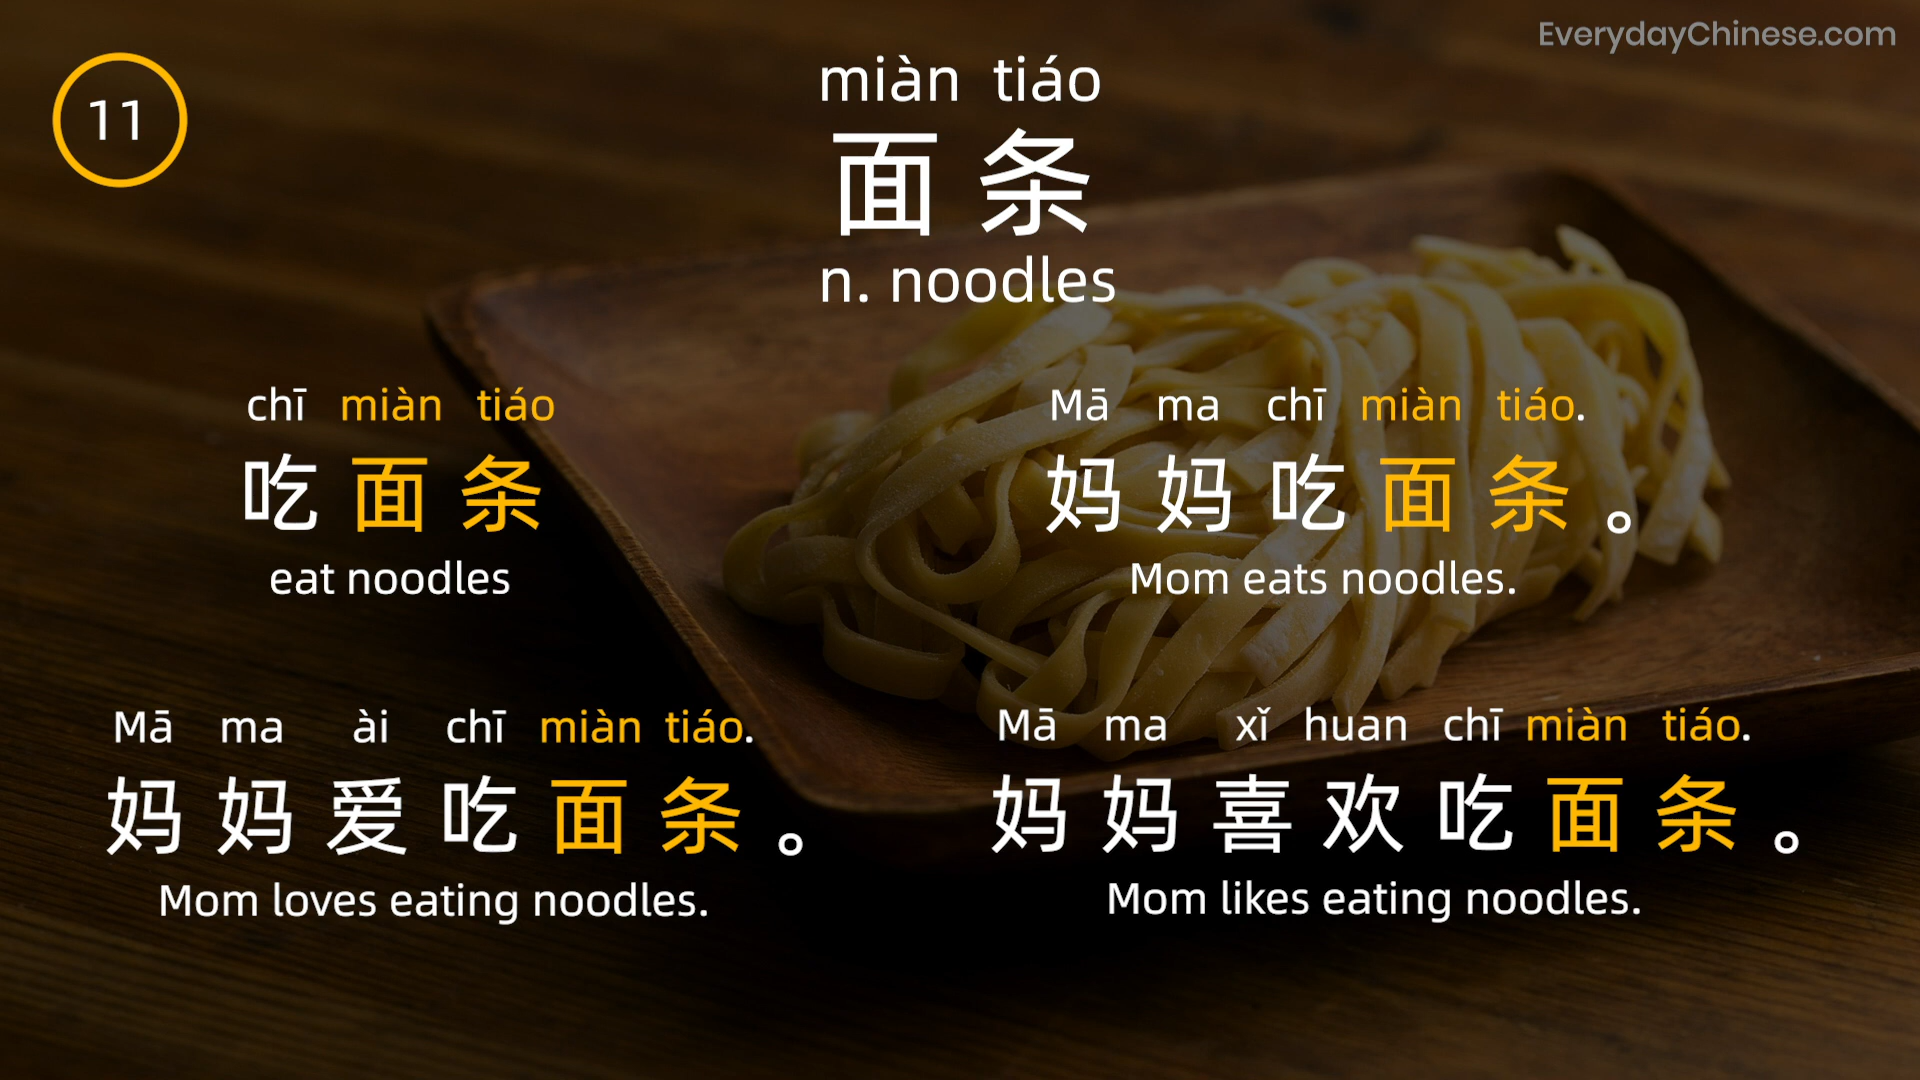 EverydayChinese.com
11
miàn tiáo
面条
n. noodles
chī miàn tiáo
吃面条
eat noodles
Mā ma chī miàn tiáo.
妈妈吃面条。
Mom eats noodles.
Mā ma ài chī miàn tiáo.
妈妈爱吃面条。
Mom loves eating noodles.
Mā ma xǐ huan chī miàn tiáo.
妈妈喜欢吃面条。
Mom likes eating noodles.